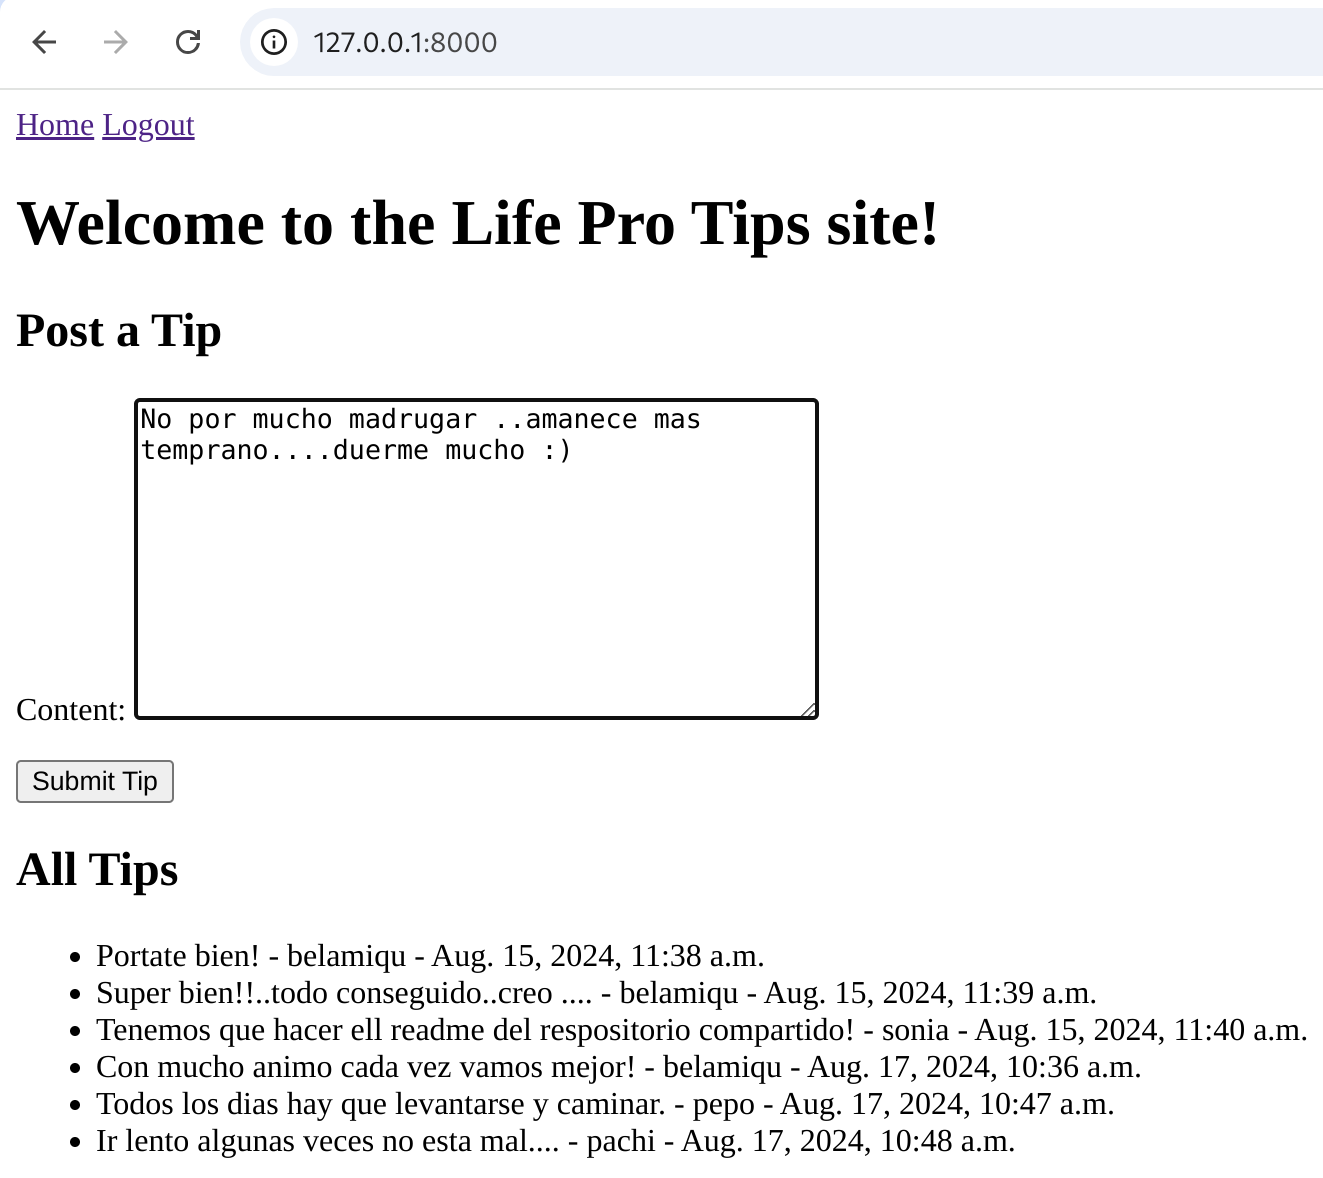 127.0.0.1:8000
Home Logout
Welcome to the Life Pro Tips site!
Post a Tip
No por mucho madrugar ..amanece mas
temprano....duerme mucho :)
Content:
Submit Tip
All Tips
• Portate bien! - belamiqu - Aug. 15, 2024, 11:38 a.m.
• Super bien!!..todo conseguido..creo .... - belamiqu - Aug. 15, 2024, 11:39 a.m.
• Tenemos que hacer ell readme del respositorio compartido! - sonia - Aug. 15, 2024, 11:40 a.m.
• Con mucho animo cada vez vamos mejor! - belamiqu - Aug. 17, 2024, 10:36 a.m.
• Todos los dias hay que levantarse y caminar. - pepo - Aug. 17, 2024, 10:47 a.m.
• Ir lento algunas veces no esta mal.... - pachi - Aug. 17, 2024, 10:48 a.m.